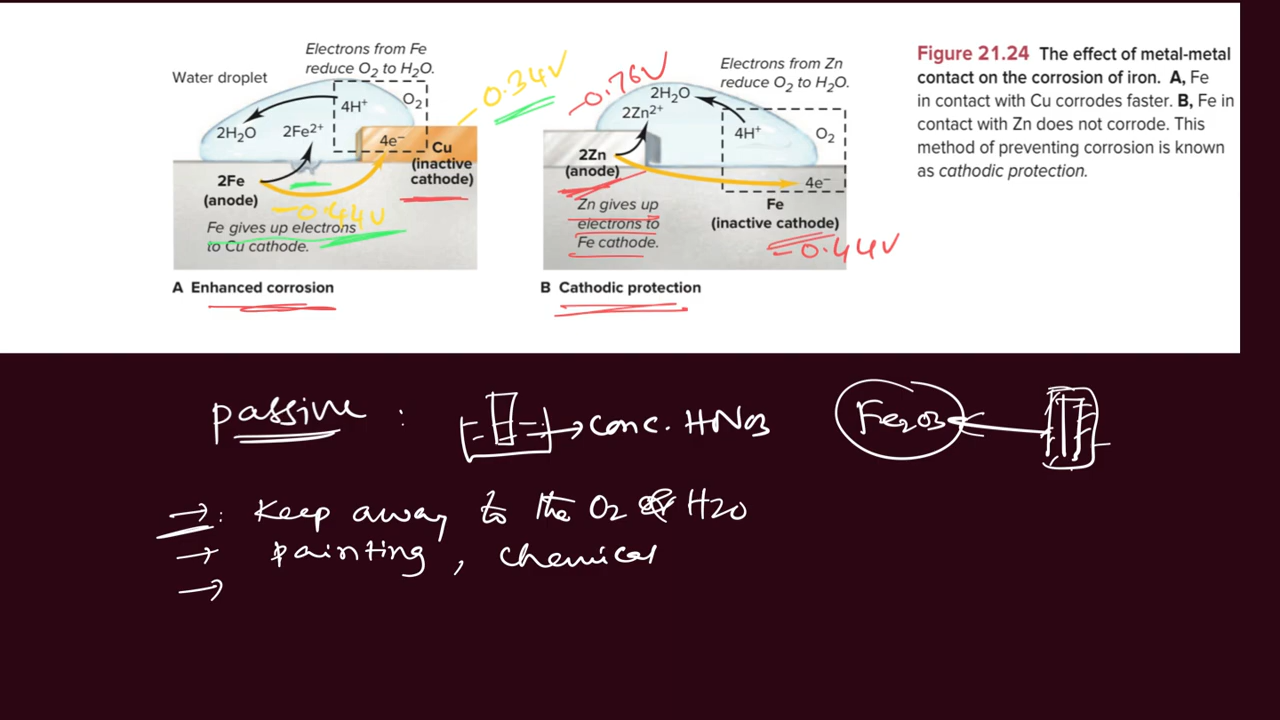 Electrons from Fe
reduce O₂ to H₂O.
Water droplet
0.34V
4H⁺
O₂
2H₂O
2Fe²⁺
4e⁻
Cu
(inactive
cathode)
2Fe
(anode)
-0.44V
Fe gives up electrons
to Cu cathode.
A Enhanced corrosion
-0.76V
Electrons from Zn
reduce O₂ to H₂O.
2H₂O
2Zn²⁺
4H⁺
O₂
2Zn
(anode)
4e⁻
Zn gives up
electrons to
Fe cathode.
Fe
(inactive cathode)
-0.44V
B Cathodic protection
Figure 21.24 The effect of metal-metal
contact on the corrosion of iron. A, Fe
in contact with Cu corrodes faster. B, Fe in
contact with Zn does not corrode. This
method of preventing corrosion is known
as cathodic protection.
passive :
→ conc. HNO3
Fe2O3
→: Keep away to the O2 & H2O
→ painting, chemical
→